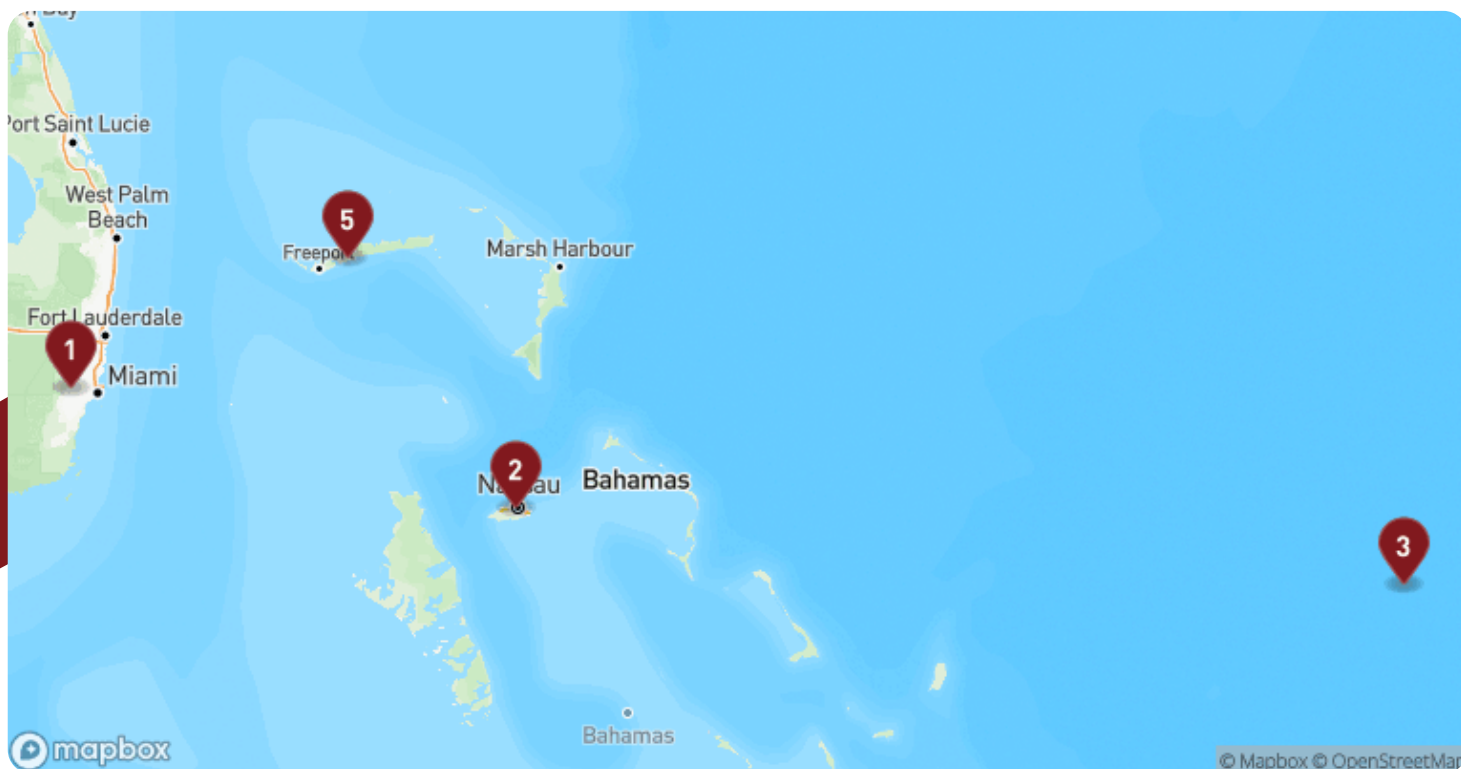 Port Saint Lucie
West Palm
Beach
5
Freeport
Marsh Harbour
Fort Lauderdale
1
Miami
2
Nassau
Bahamas
3
Bahamas
mapbox
© Mapbox © OpenStreetMap